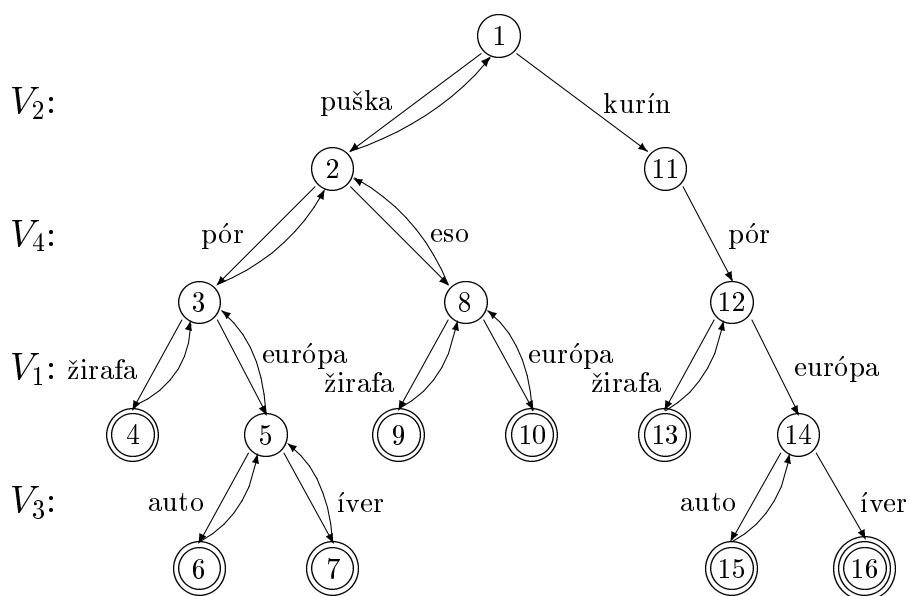 1
V₂: puška kurín
2 11
V₄: pór eso pór
3 8 12
V₁: žirafa európa žirafa európa žirafa európa
4 5 9 10 13 14
V₃: auto íver auto íver
6 7 15 16